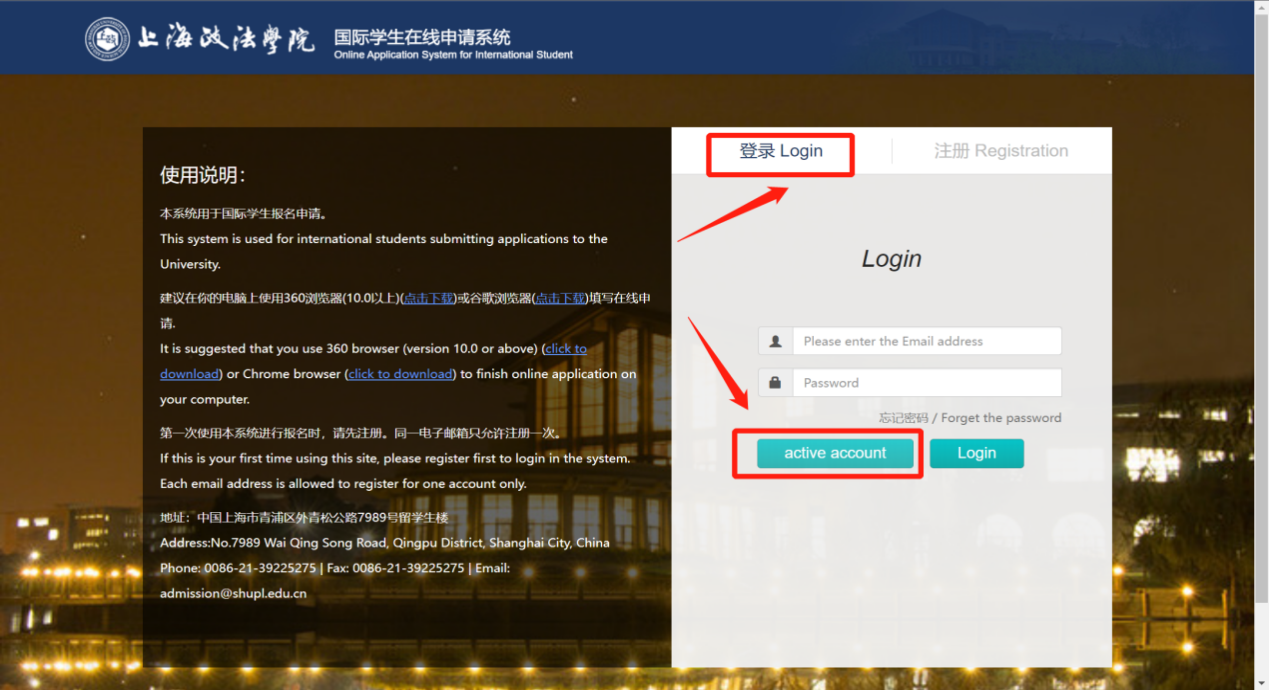 上海政法學院
国际学生在线申请系统
Online Application System for International Student
使用说明:
本系统用于国际学生报名申请。
This system is used for international students submitting applications to the
University.
建议在你的电脑上使用360浏览器(10.0以上)(点击下载)或谷歌浏览器(点击下载)填写在线申
请.
It is suggested that you use 360 browser (version 10.0 or above) (click to
download) or Chrome browser (click to download) to finish online application on
your computer.
第一次使用本系统进行报名时，请先注册。同一电子邮箱只允许注册一次。
If this is your first time using this site, please register first to login in the system.
Each email address is allowed to register for one account only.
地址：中国上海市青浦区外青松公路7989号留学生楼
Address:No.7989 Wai Qing Song Road, Qingpu District, Shanghai City, China
Phone: 0086-21-39225275 | Fax: 0086-21-39225275 | Email:
admission@shupl.edu.cn
登录 Login
注册 Registration
Login
Please enter the Email address
Password
忘记密码 / Forget the password
active account
Login